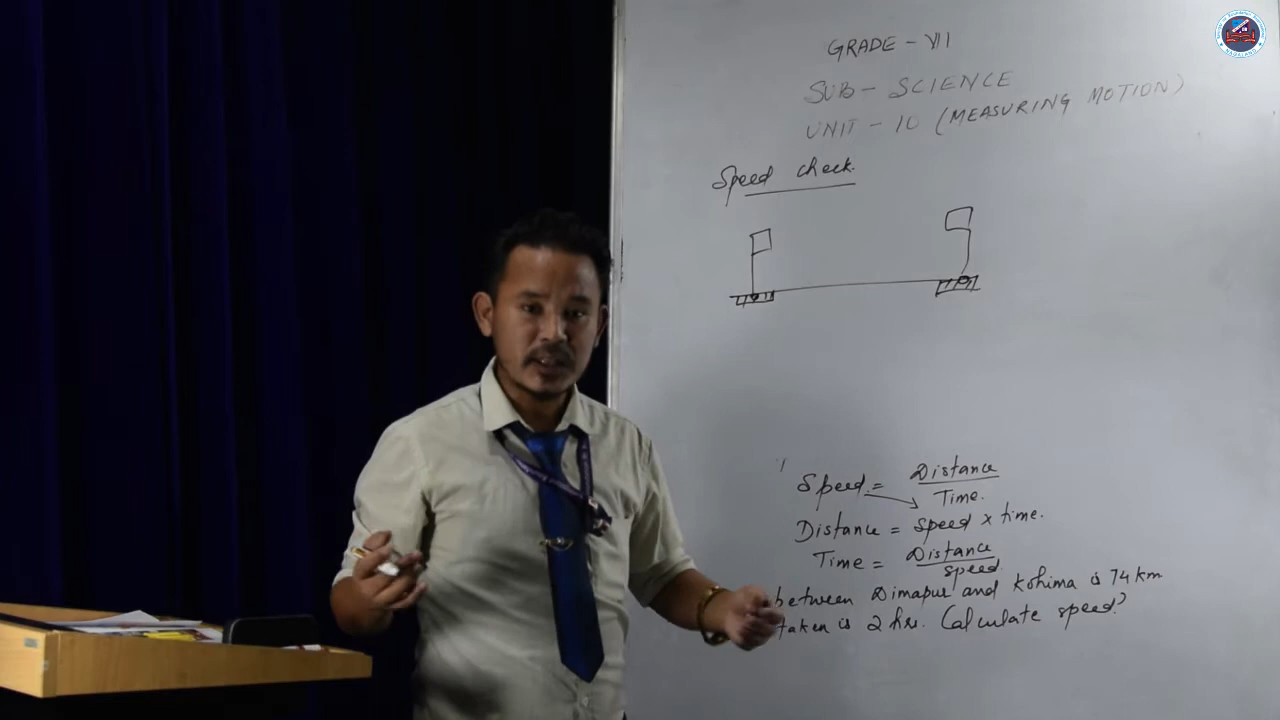 GRADE - VII
SUB - SCIENCE
UNIT - 10 (MEASURING MOTION)
Speed check.
Speed = Distance / Time.
Distance = speed x time.
Time = Distance / speed
between Dimapur and Kohima is 74 km
taken is 2 hrs. Calculate speed?
NAGALAND